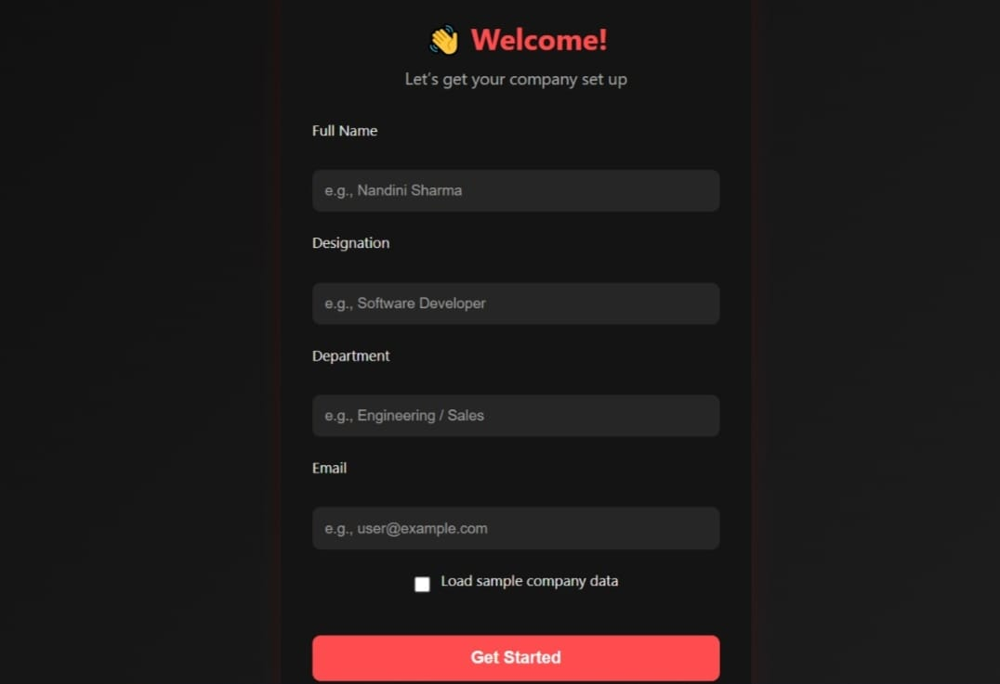 👋 Welcome!
Let's get your company set up
Full Name
e.g., Nandini Sharma
Designation
e.g., Software Developer
Department
e.g., Engineering / Sales
Email
e.g., user@example.com
Load sample company data
Get Started